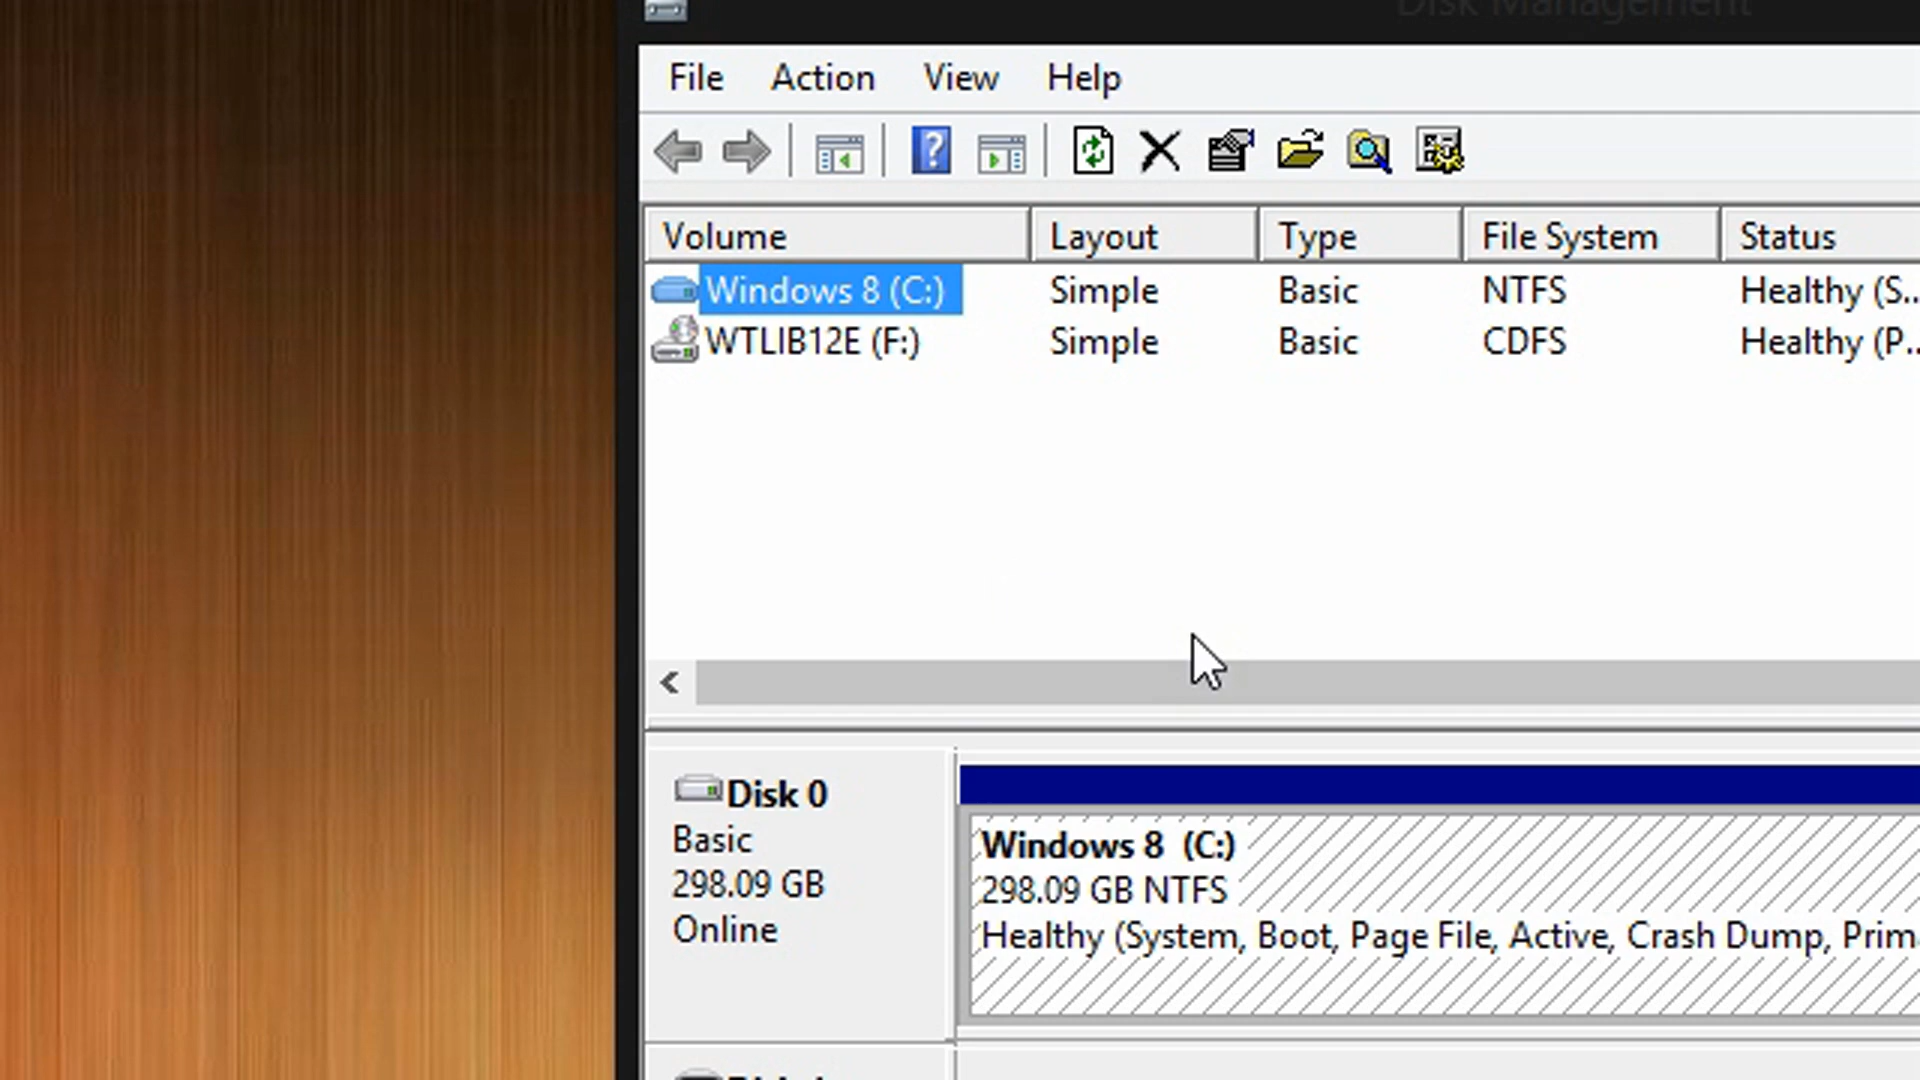 Disk Management
File Action View Help
Volume Layout Type File System Status
Windows 8 (C:) Simple Basic NTFS Healthy (S...
WTLIB12E (F:) Simple Basic CDFS Healthy (P...
Disk 0
Basic
298.09 GB
Online
Windows 8 (C:)
298.09 GB NTFS
Healthy (System, Boot, Page File, Active, Crash Dump, Prim